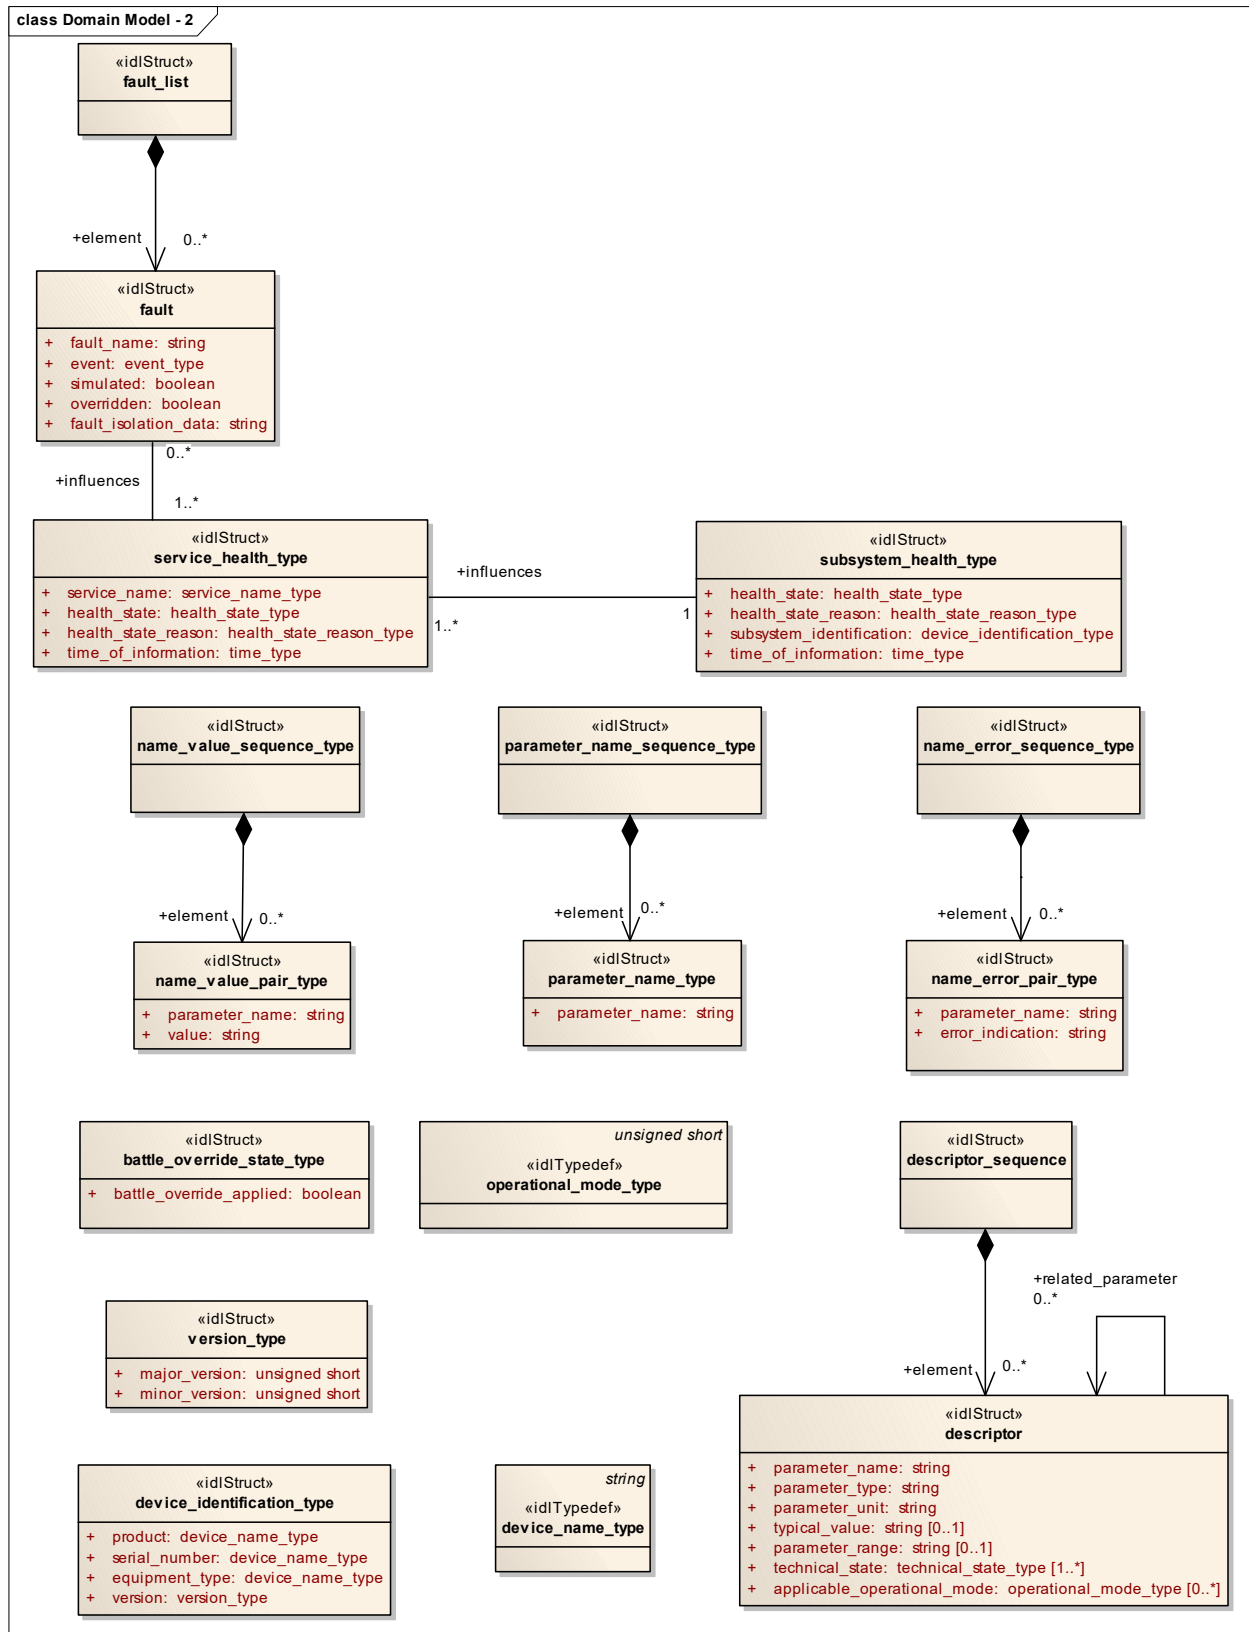 class Domain Model - 2
«idlStruct»
fault_list
+element
0..*
«idlStruct»
fault
+ fault_name: string
+ event: event_type
+ simulated: boolean
+ overridden: boolean
+ fault_isolation_data: string
0..*
+influences
1..*
«idlStruct»
service_health_type
+ service_name: service_name_type
+ health_state: health_state_type
+ health_state_reason: health_state_reason_type
+ time_of_information: time_type
+influences
1..*
1
«idlStruct»
subsystem_health_type
+ health_state: health_state_type
+ health_state_reason: health_state_reason_type
+ subsystem_identification: device_identification_type
+ time_of_information: time_type
«idlStruct»
name_value_sequence_type
«idlStruct»
parameter_name_sequence_type
«idlStruct»
name_error_sequence_type
+element
0..*
+element
0..*
+element
0..*
«idlStruct»
name_value_pair_type
+ parameter_name: string
+ value: string
«idlStruct»
parameter_name_type
+ parameter_name: string
«idlStruct»
name_error_pair_type
+ parameter_name: string
+ error_indication: string
«idlStruct»
battle_override_state_type
+ battle_override_applied: boolean
unsigned short
«idlTypedef»
operational_mode_type
«idlStruct»
descriptor_sequence
+related_parameter
0..*
+element
0..*
«idlStruct»
version_type
+ major_version: unsigned short
+ minor_version: unsigned short
«idlStruct»
descriptor
+ parameter_name: string
+ parameter_type: string
+ parameter_unit: string
+ typical_value: string [0..1]
+ parameter_range: string [0..1]
+ technical_state: technical_state_type [1..*]
+ applicable_operational_mode: operational_mode_type [0..*]
«idlStruct»
device_identification_type
+ product: device_name_type
+ serial_number: device_name_type
+ equipment_type: device_name_type
+ version: version_type
string
«idlTypedef»
device_name_type